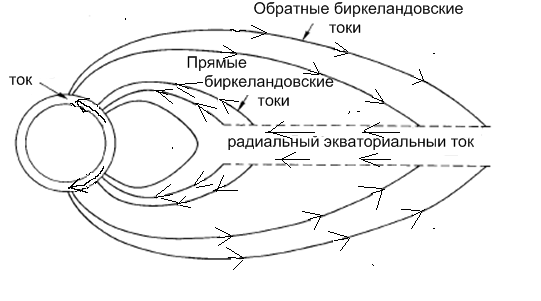 Обратные биркеландовские
токи
Прямые
биркеландовские
токи
ток
радиальный экваториальныи ток